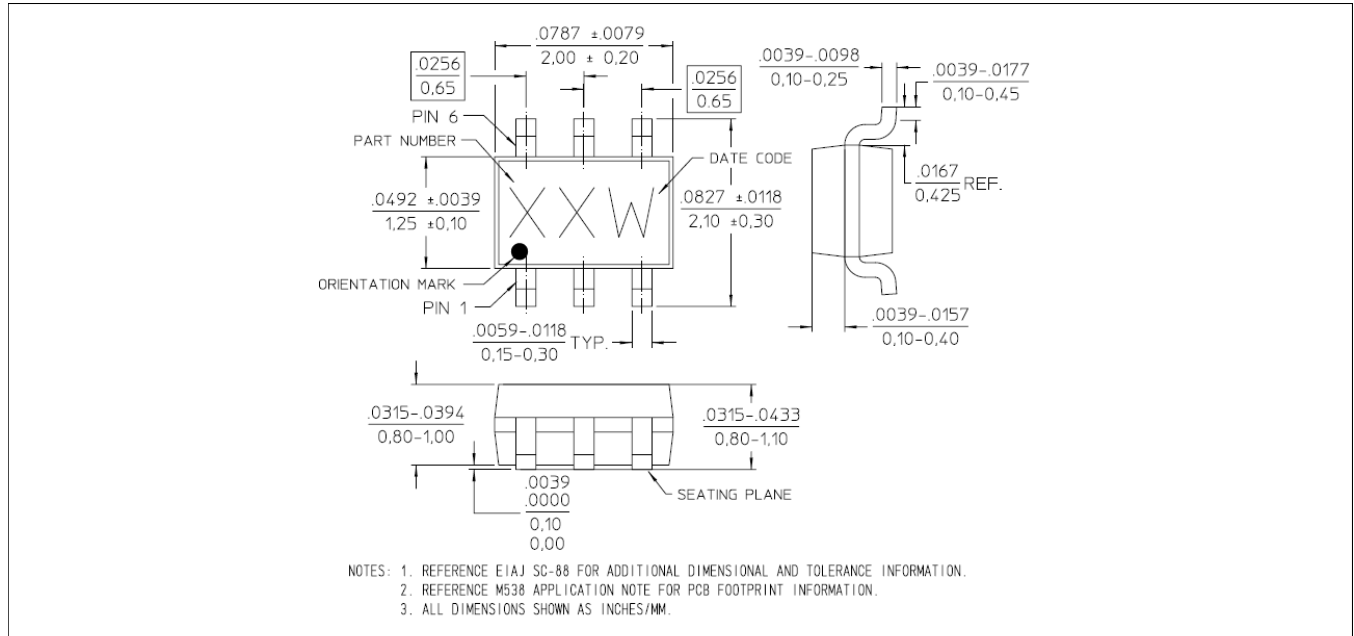 .0787 ±.0079
2,00 ± 0,20
.0256
0,65
.0256
0.65
.0039-.0098
0,10-0,25
.0039-.0177
0,10-0,45
PIN 6
PART NUMBER
DATE CODE
XXW
.0492 ±.0039
1,25 ±0,10
.0827 ±.0118
2,10 ±0,30
.0167
0,425
REF.
ORIENTATION MARK
PIN 1
.0059-.0118
0,15-0,30
TYP.
.0039-.0157
0,10-0,40
.0315-.0394
0,80-1,00
.0315-.0433
0,80-1,10
.0039
.0000
0,10
0,00
SEATING PLANE
NOTES: 1. REFERENCE EIAJ SC-88 FOR ADDITIONAL DIMENSIONAL AND TOLERANCE INFORMATION.
2. REFERENCE M538 APPLICATION NOTE FOR PCB FOOTPRINT INFORMATION.
3. ALL DIMENSIONS SHOWN AS INCHES/MM.